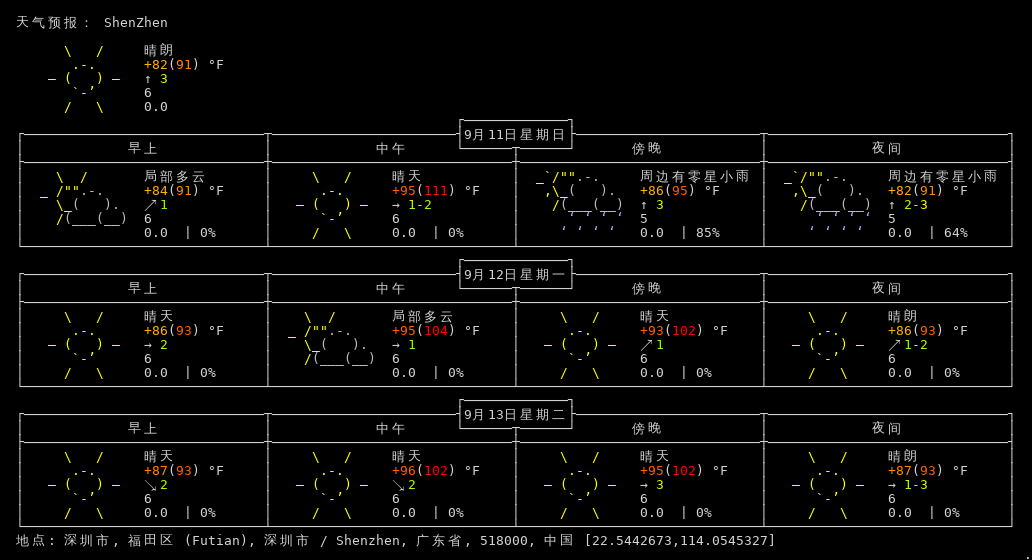 天气预报： ShenZhen
晴朗
+82(91) °F
↑ 3
6
0.0
9月11日星期日
早上 中午 傍晚 夜间
局部多云 晴天 周边有零星小雨 周边有零星小雨
+84(91) °F +95(111) °F +86(95) °F +82(91) °F
↗ 1 → 1-2 ↑ 3 ↑ 2-3
6 6 5 5
0.0 | 0% 0.0 | 0% 0.0 | 85% 0.0 | 64%
9月12日星期一
早上 中午 傍晚 夜间
晴天 局部多云 晴天 晴朗
+86(93) °F +95(104) °F +93(102) °F +86(93) °F
→ 2 → 1 ↗ 1 ↗ 1-2
6 6 6 6
0.0 | 0% 0.0 | 0% 0.0 | 0% 0.0 | 0%
9月13日星期二
早上 中午 傍晚 夜间
晴天 晴天 晴天 晴朗
+87(93) °F +96(102) °F +95(102) °F +87(93) °F
↘ 2 ↘ 2 → 3 → 1-3
6 6 6 6
0.0 | 0% 0.0 | 0% 0.0 | 0% 0.0 | 0%
地点: 深圳市, 福田区 (Futian), 深圳市 / Shenzhen, 广东省, 518000, 中国 [22.5442673,114.0545327]